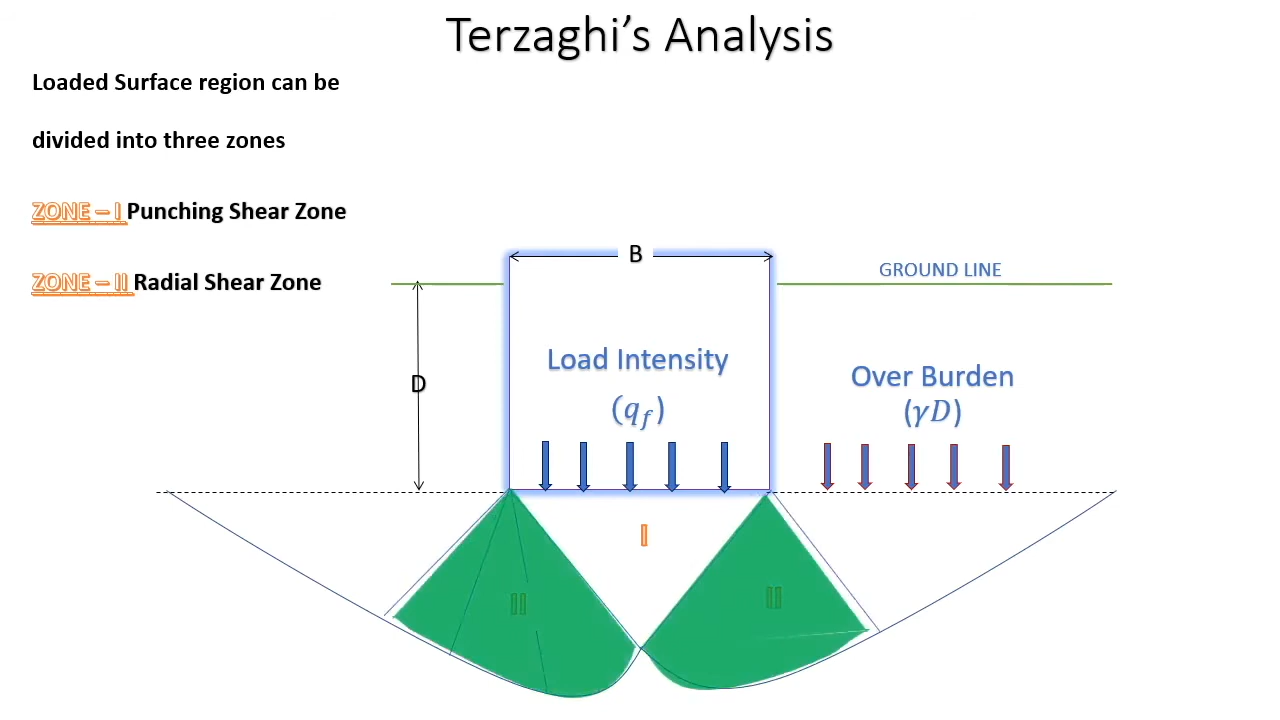 Terzaghi's Analysis
Loaded Surface region can be
divided into three zones
ZONE – I Punching Shear Zone
ZONE – II Radial Shear Zone
B
GROUND LINE
D
Load Intensity
(q_f)
Over Burden
(γD)
I
II
II